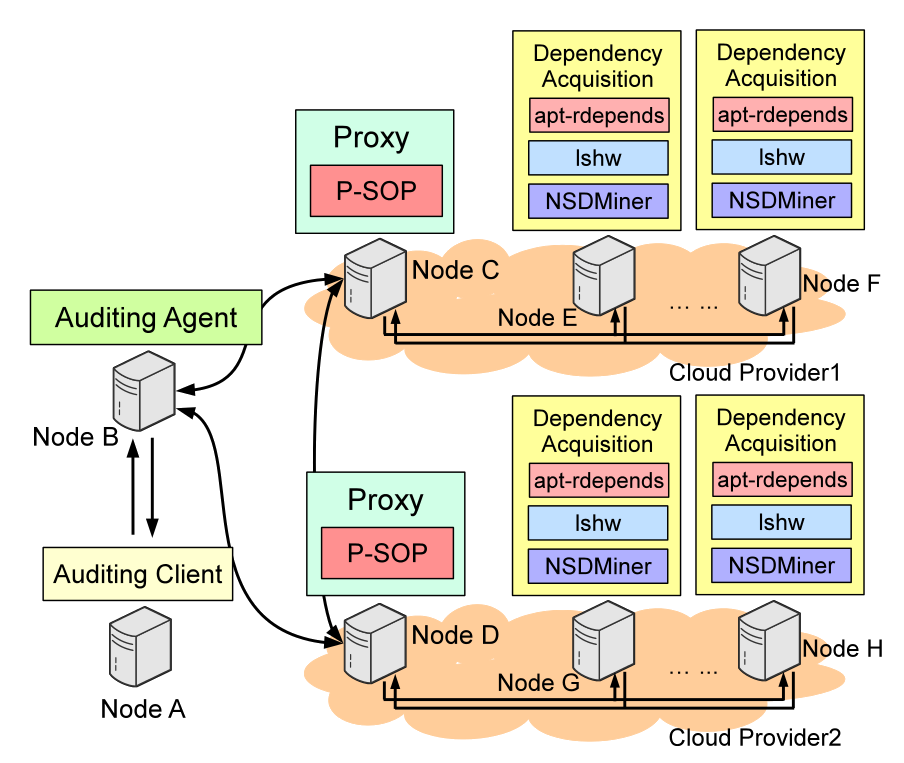 Dependency
Acquisition
apt-rdepends
lshw
NSDMiner
Dependency
Acquisition
apt-rdepends
lshw
NSDMiner
Proxy
P-SOP
Node C
Node E
... ...
Node F
Cloud Provider1
Auditing Agent
Node B
Auditing Client
Node A
Dependency
Acquisition
apt-rdepends
lshw
NSDMiner
Dependency
Acquisition
apt-rdepends
lshw
NSDMiner
Proxy
P-SOP
Node D
Node G
... ...
Node H
Cloud Provider2